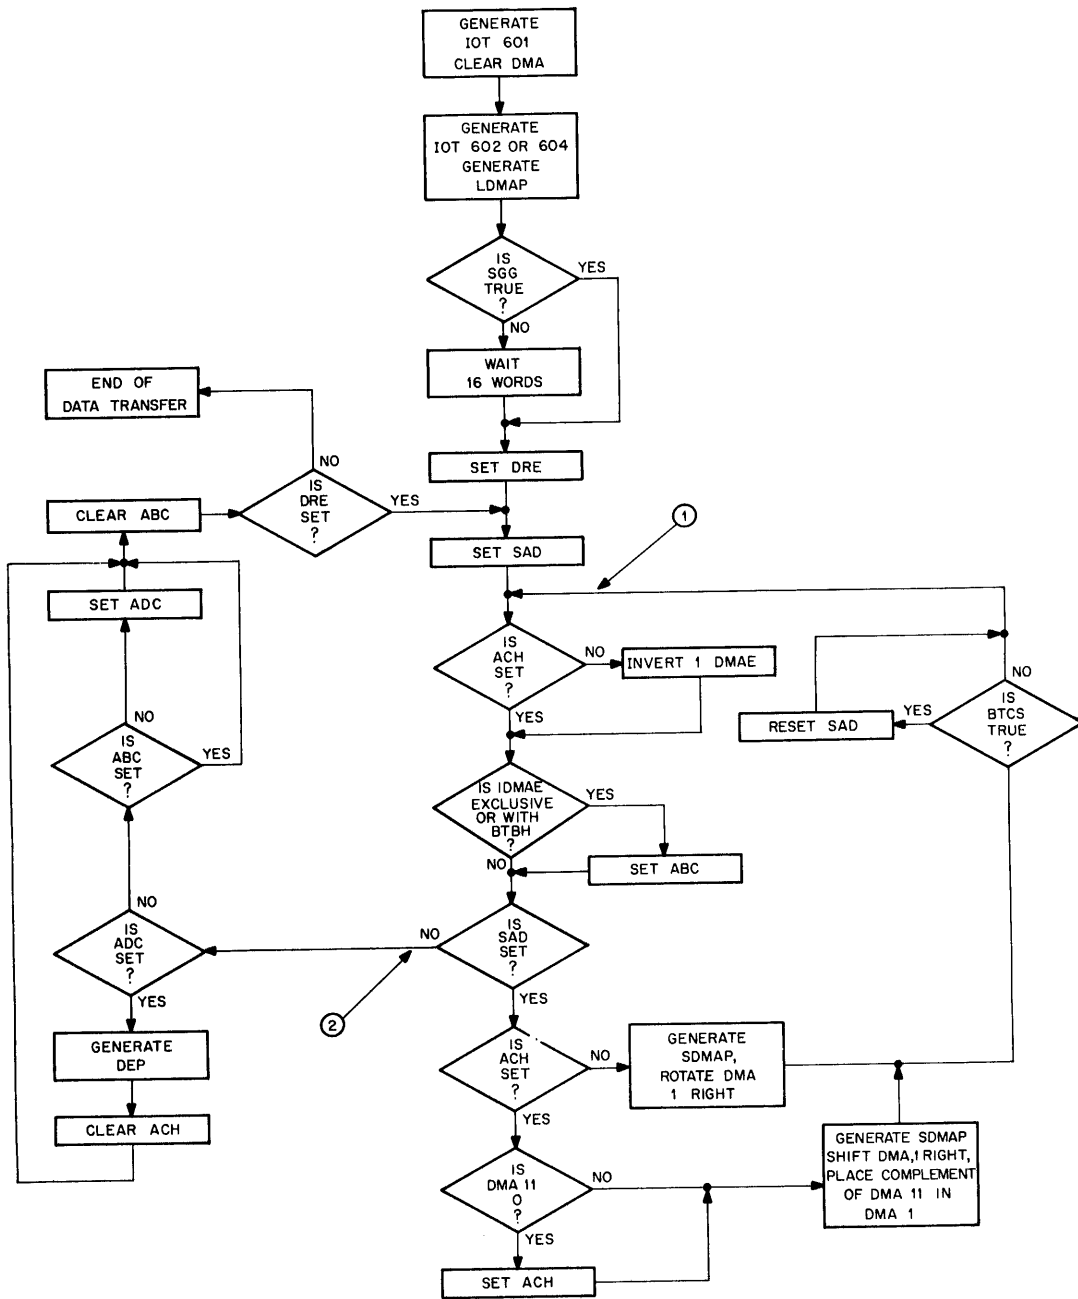 GENERATE
IOT 601
CLEAR DMA
GENERATE
IOT 602 OR 604
GENERATE
LDMAP
IS
SGG
TRUE
?
YES
NO
WAIT
16 WORDS
END OF
DATA TRANSFER
SET DRE
NO
IS
DRE
SET
?
YES
CLEAR ABC
1
SET SAD
SET ADC
IS
ACH
SET
?
NO
INVERT 1 DMAE
YES
NO
IS
BTCS
TRUE
?
YES
RESET SAD
NO
IS
ABC
SET
?
YES
IS IDMAE
EXCLUSIVE
OR WITH
BTBH
?
YES
NO
SET ABC
NO
IS
ADC
SET
?
YES
NO
IS
SAD
SET
?
YES
2
GENERATE
DEP
CLEAR ACH
IS
ACH
SET
?
NO
YES
GENERATE
SDMAP,
ROTATE DMA
1 RIGHT
IS
DMA 11
0
?
NO
YES
GENERATE SDMAP
SHIFT DMA,1 RIGHT,
PLACE COMPLEMENT
OF DMA 11 IN
DMA 1
SET ACH